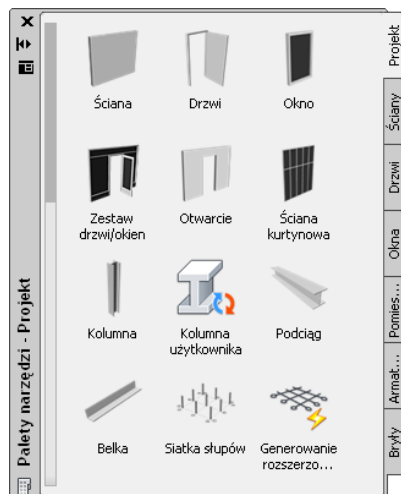 Ściana
Drzwi
Okno
Zestaw
drzwi/okien
Otwarcie
Ściana
kurtynowa
Kolumna
Kolumna
użytkownika
Podciąg
Belka
Siatka słupów
Generowanie
rozszerzo...
Palety narzędzi - Projekt
Projekt
Ściany
Drzwi
Okna
Pomies...
Armat...
Bryły